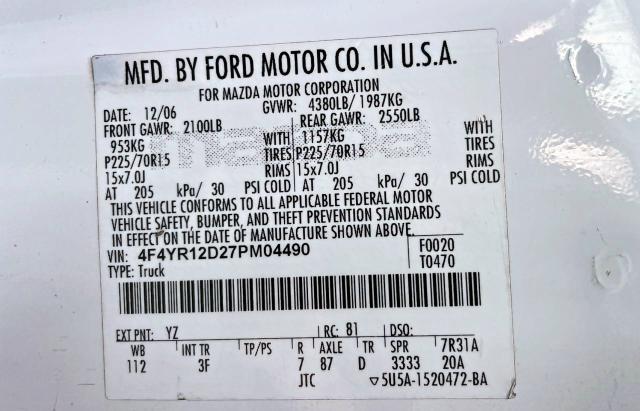 MFD. BY FORD MOTOR CO. IN U.S.A.
FOR MAZDA MOTOR CORPORATION
DATE: 12/06 GVWR: 4380LB/ 1987KG
FRONT GAWR: 2100LB REAR GAWR: 2550LB
953KG WITH 1157KG WITH
P225/70R15 TIRES P225/70R15 TIRES
15x7.0J RIMS 15x7.0J RIMS
AT 205 kPa/ 30 PSI COLD AT 205 kPa/ 30 PSI COLD
THIS VEHICLE CONFORMS TO ALL APPLICABLE FEDERAL MOTOR
VEHICLE SAFETY, BUMPER, AND THEFT PREVENTION STANDARDS
IN EFFECT ON THE DATE OF MANUFACTURE SHOWN ABOVE.
VIN: 4F4YR12D27PM04490 F0020
TYPE: Truck T0470
EXT PNT: YZ RC: 81 DSO:
WB INT TR TP/PS R AXLE TR SPR 7R31A
112 3F 7 87 D 3333 20A
JTC ▽5U5A-1520472-BA